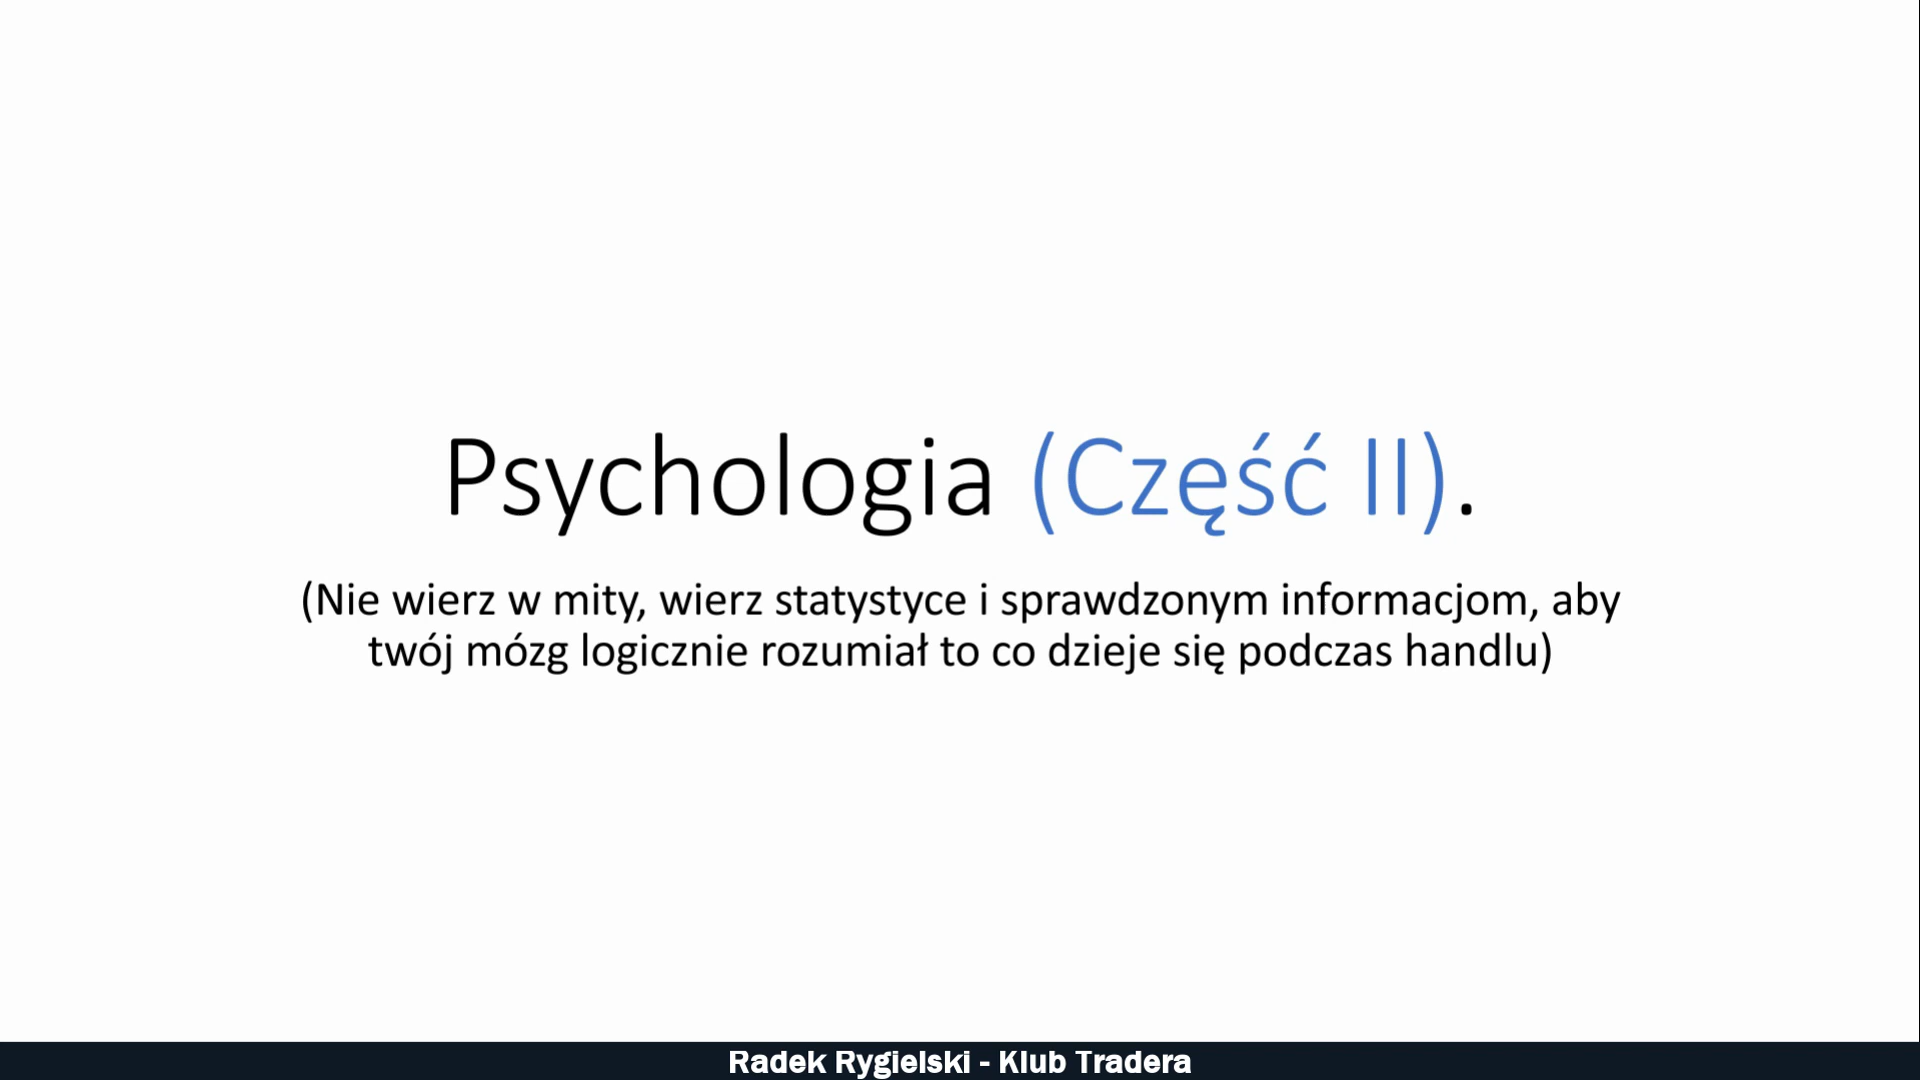 Psychologia (Część II).
(Nie wierz w mity, wierz statystyce i sprawdzonym informacjom, aby
twój mózg logicznie rozumiał to co dzieje się podczas handlu)
Radek Rygielski - Klub Tradera